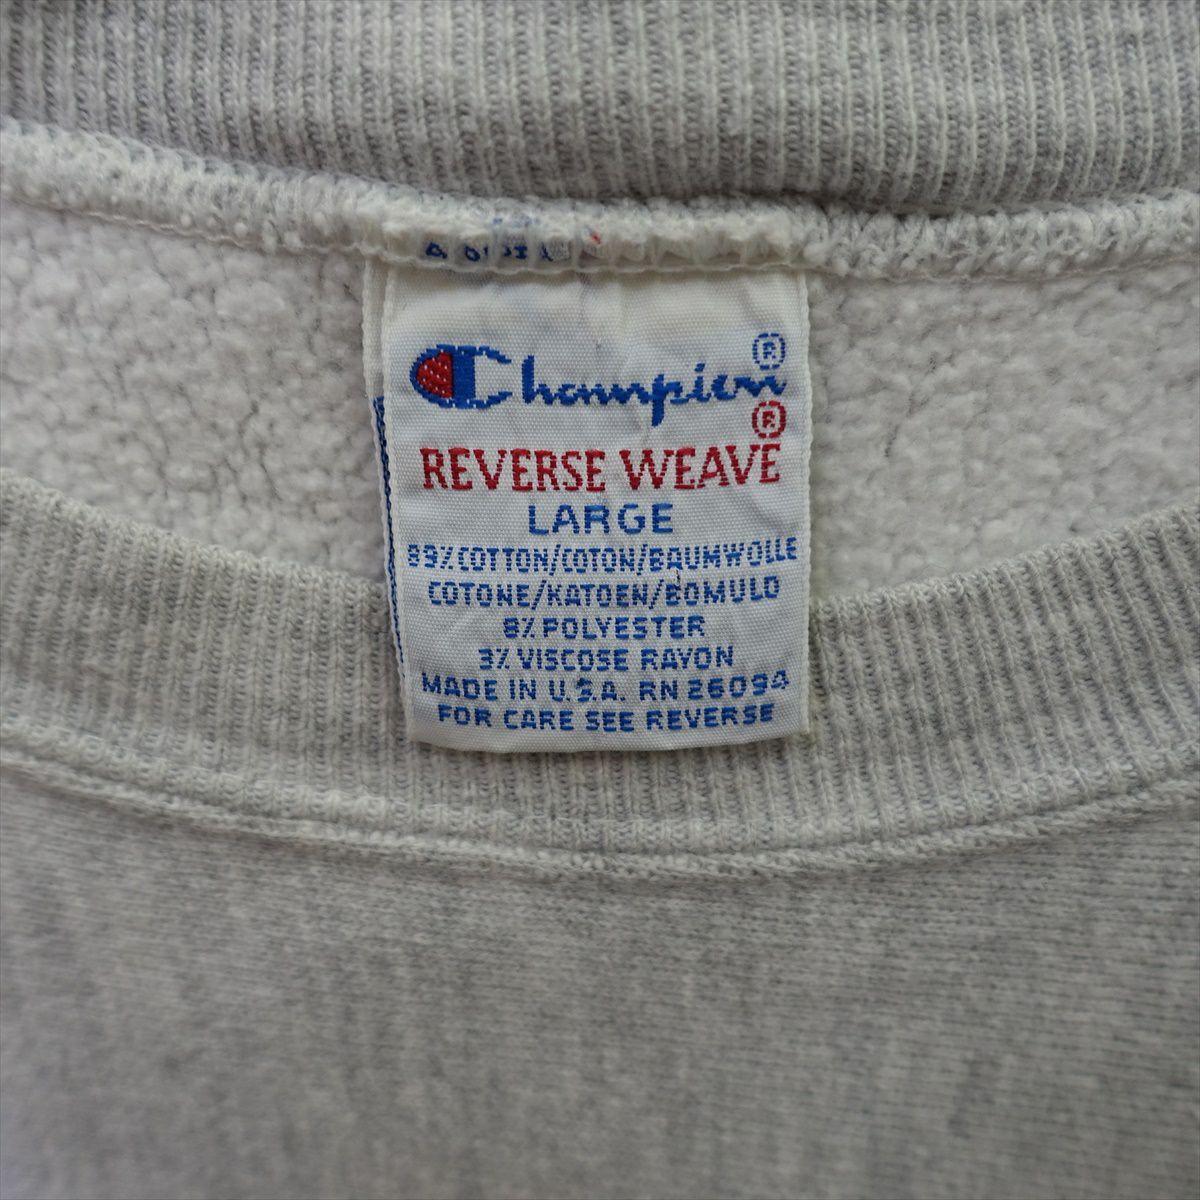 Champion®
REVERSE WEAVE®
LARGE
89% COTTON/COTON/BAUMWOLLE
COTONE/KATOEN/BOMULD
8% POLYESTER
3% VISCOSE RAYON
MADE IN U.S.A. RN 26094
FOR CARE SEE REVERSE